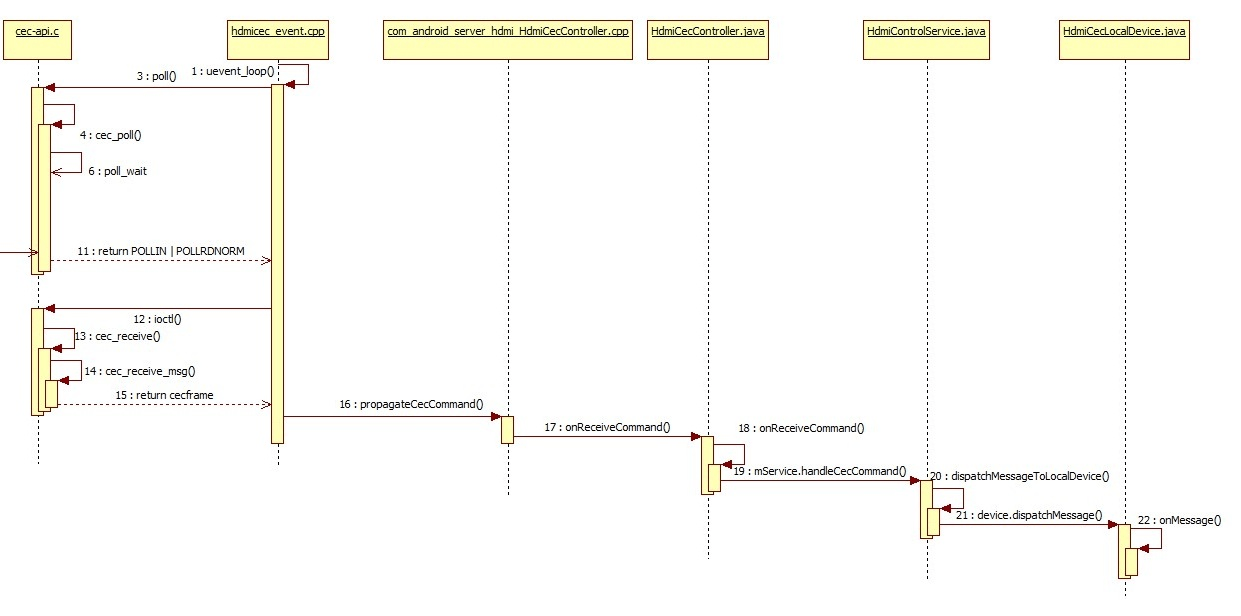 cec-api.c
hdmicec_event.cpp
com_android_server_hdmi_HdmiCecController.cpp
HdmiCecController.java
HdmiControlService.java
HdmiCecLocalDevice.java
1 : uevent_loop()
3 : poll()
4 : cec_poll()
6 : poll_wait
11 : return POLLIN | POLLRDNORM
12 : ioctl()
13 : cec_receive()
14 : cec_receive_msg()
15 : return cecframe
16 : propagateCecCommand()
17 : onReceiveCommand()
18 : onReceiveCommand()
19 : mService.handleCecCommand()
20 : dispatchMessageToLocalDevice()
21 : device.dispatchMessage()
22 : onMessage()